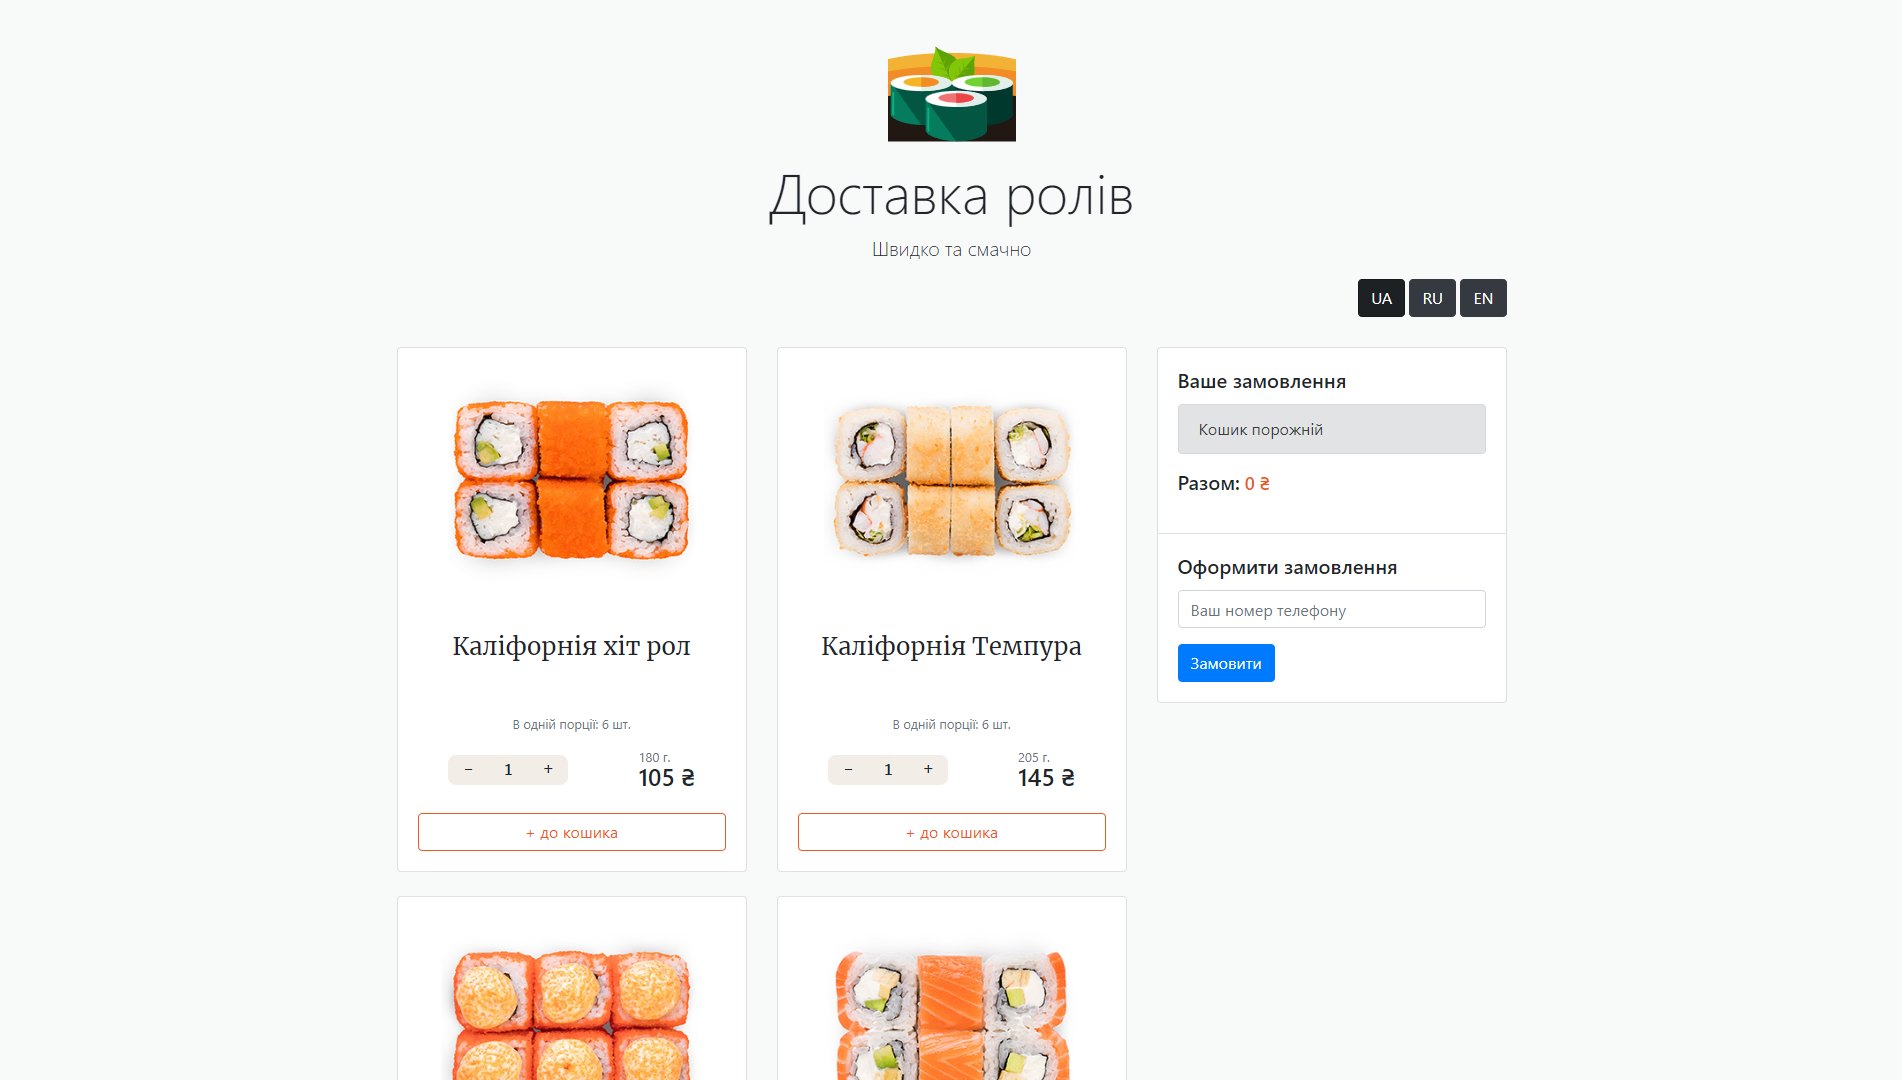 Доставка ролів
Швидко та смачно
UA RU EN
Каліфорнія хіт рол
В одній порції: 6 шт.
− 1 +
180 г.
105 ₴
+ до кошика
Каліфорнія Темпура
В одній порції: 6 шт.
− 1 +
205 г.
145 ₴
+ до кошика
Ваше замовлення
Кошик порожній
Разом: 0 ₴
Оформити замовлення
Ваш номер телефону
Замовити